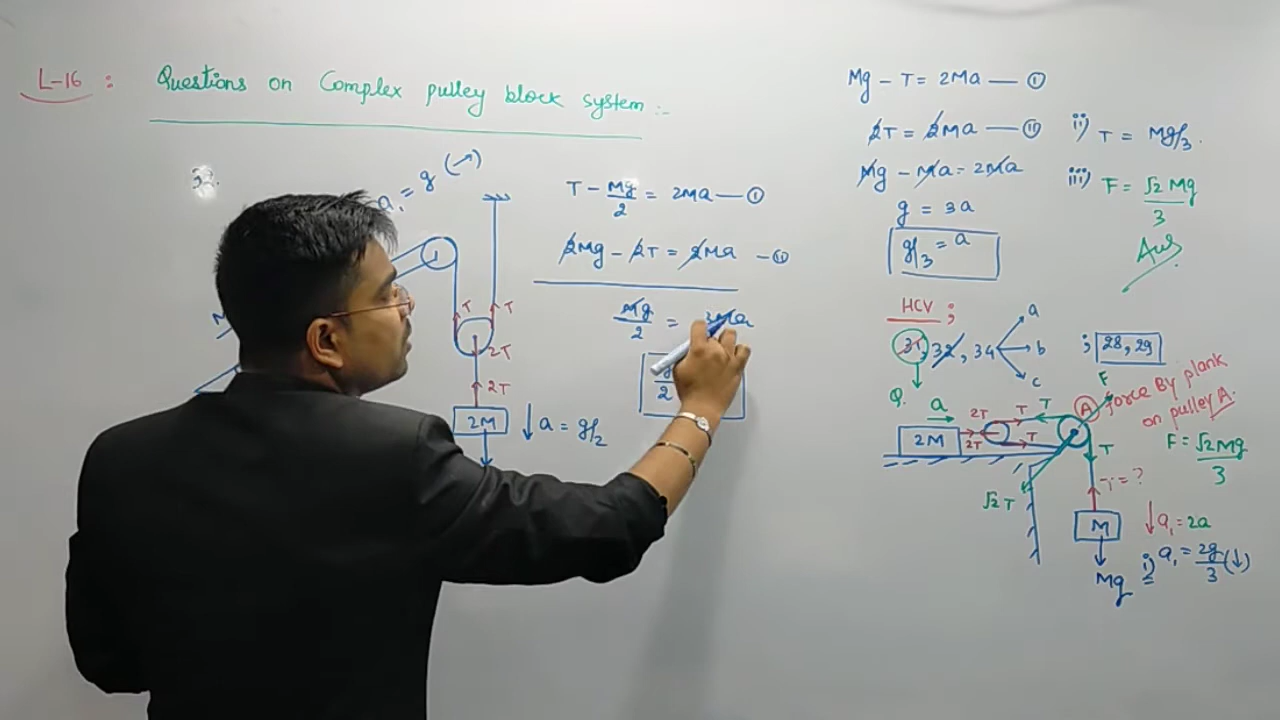 L-16 : Questions on Complex pulley block system :-
a₁ = g (↗)
T
T
2T
2T
2M
↓ a = g/2
T - Mg/2 = 2Ma — ①
2Mg - 2T = 2Ma — ⑪
Mg/2 = 3Ma
Mg - T = 2Ma — ①
2T = 2Ma — ⑪
Mg - Ma = 2Ma
g = 3a
g/3 = a
ii) T = Mg/3.
iii) F = √2 Mg/3
Ans
HCV ;
31, 32, 34
a
b
c
; 28, 29
Q.
a
2M
2T
2T
T
T
T
A
F
T
√2 T
T = ?
M
Mg
force By plank
on pulley A.
F = √2Mg/3
↓ a₁ = 2a
i) a₁ = 2g/3 (↓)